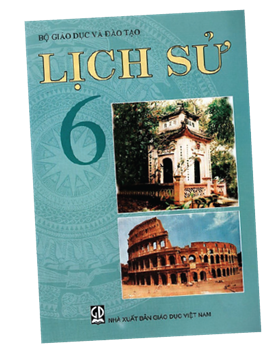 BỘ GIÁO DỤC VÀ ĐÀO TẠO
LỊCH SỬ
6
NHÀ XUẤT BẢN GIÁO DỤC VIỆT NAM